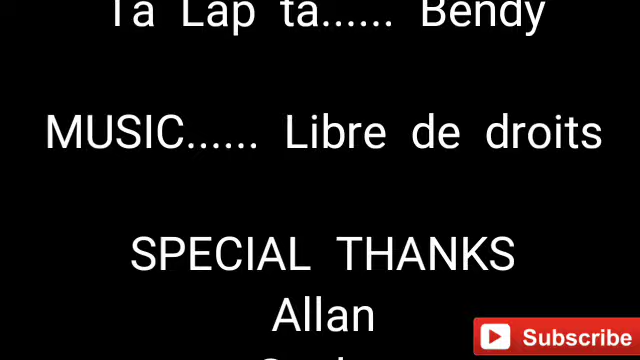 Ta Lap ta...... Bendy
MUSIC...... Libre de droits
SPECIAL THANKS
Allan
Subscribe